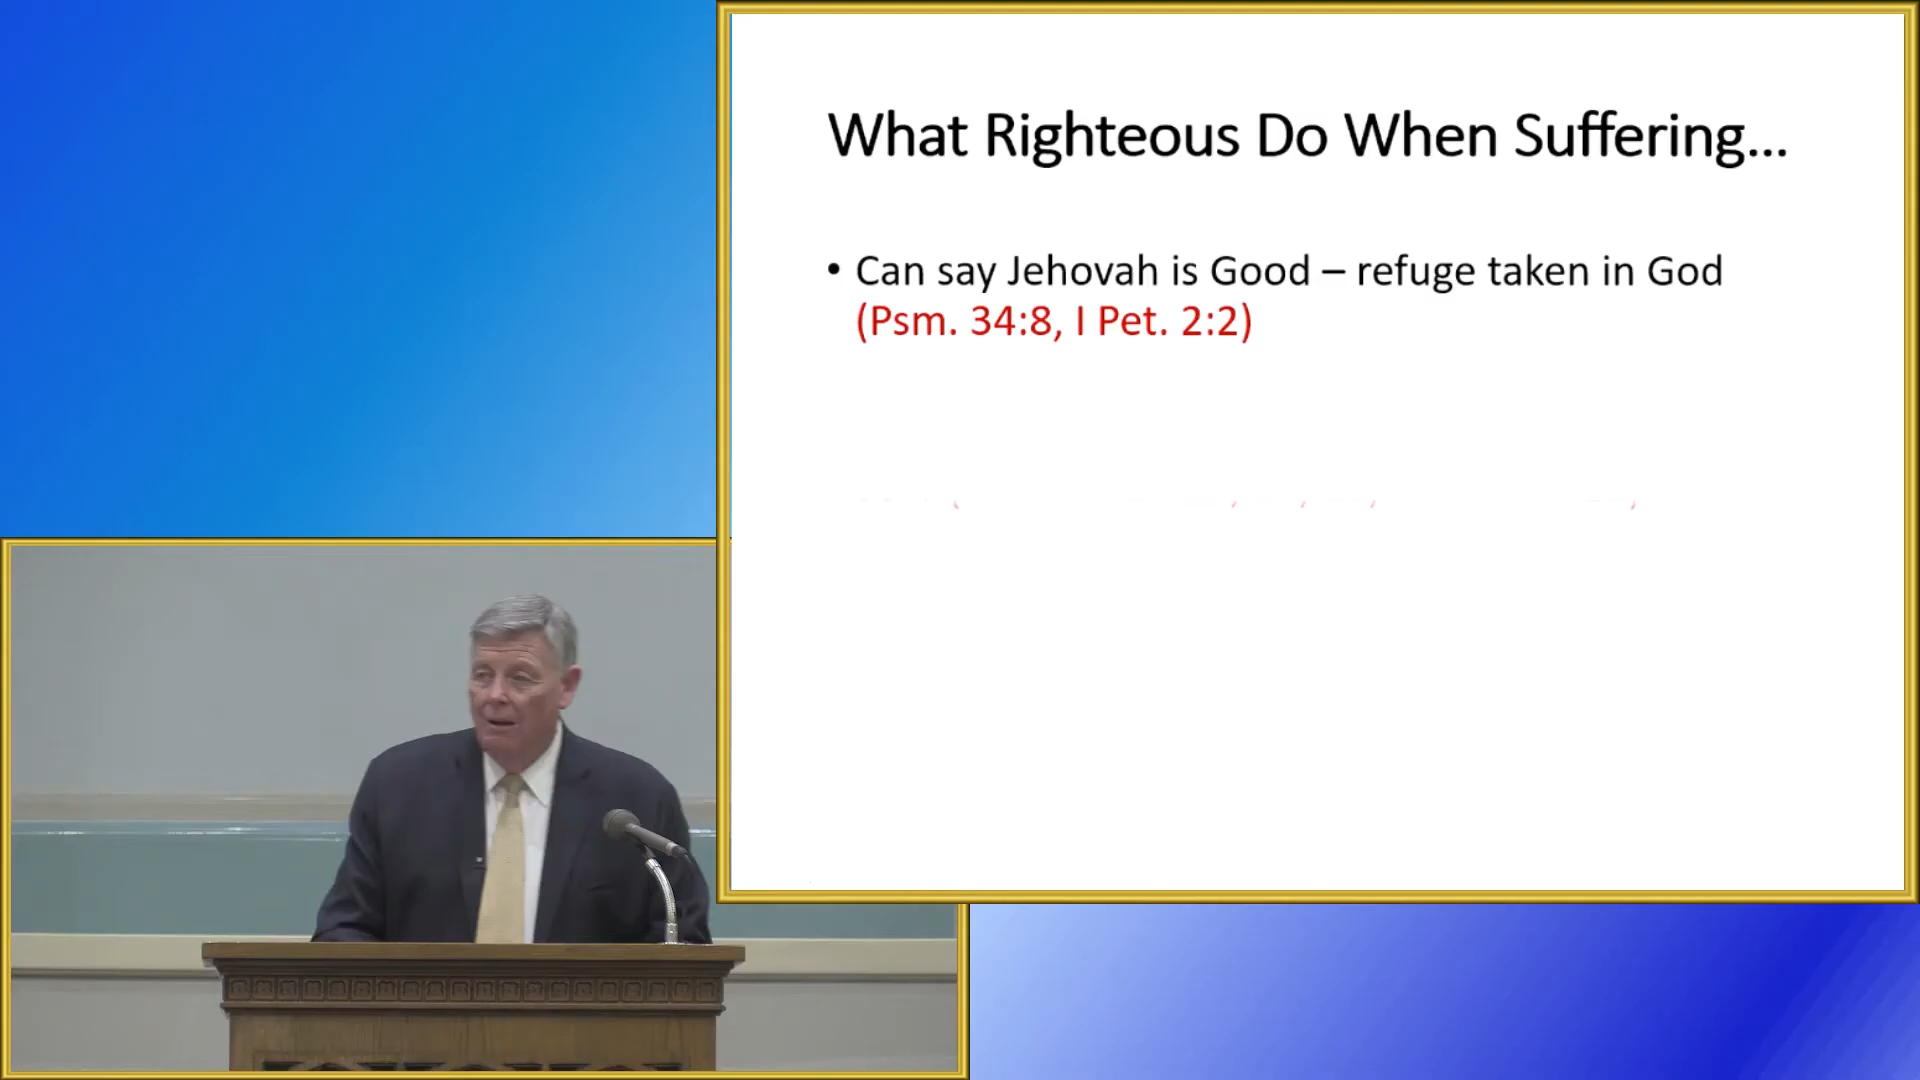 What Righteous Do When Suffering...
• Can say Jehovah is Good – refuge taken in God
(Psm. 34:8, I Pet. 2:2)